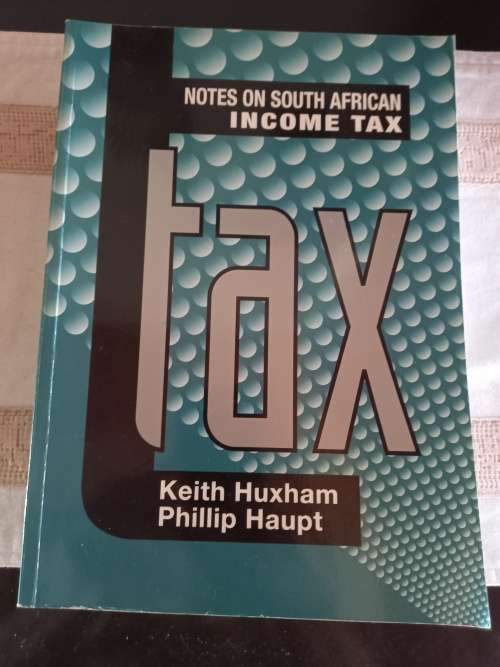 NOTES ON SOUTH AFRICAN
INCOME TAX
tax
Keith Huxham
Phillip Haupt